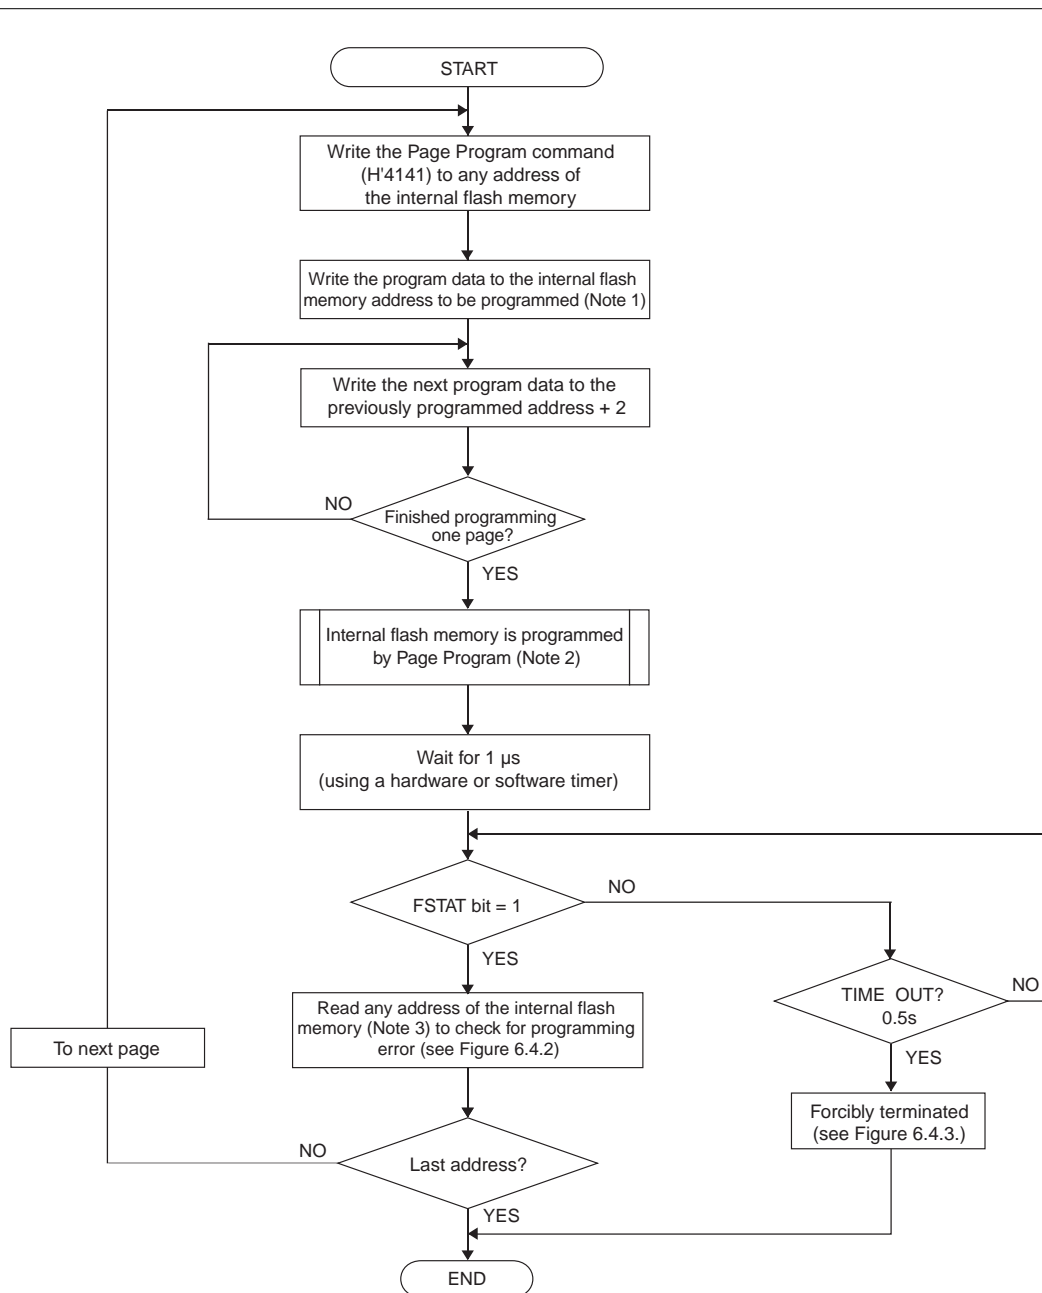 START
Write the Page Program command
(H'4141) to any address of
the internal flash memory
Write the program data to the internal flash
memory address to be programmed (Note 1)
Write the next program data to the
previously programmed address + 2
NO
Finished programming
one page?
YES
Internal flash memory is programmed
by Page Program (Note 2)
Wait for 1 µs
(using a hardware or software timer)
NO
FSTAT bit = 1
YES
TIME OUT?
0.5s
NO
YES
Read any address of the internal flash
memory (Note 3) to check for programming
error (see Figure 6.4.2)
To next page
Forcibly terminated
(see Figure 6.4.3.)
NO
Last address?
YES
END